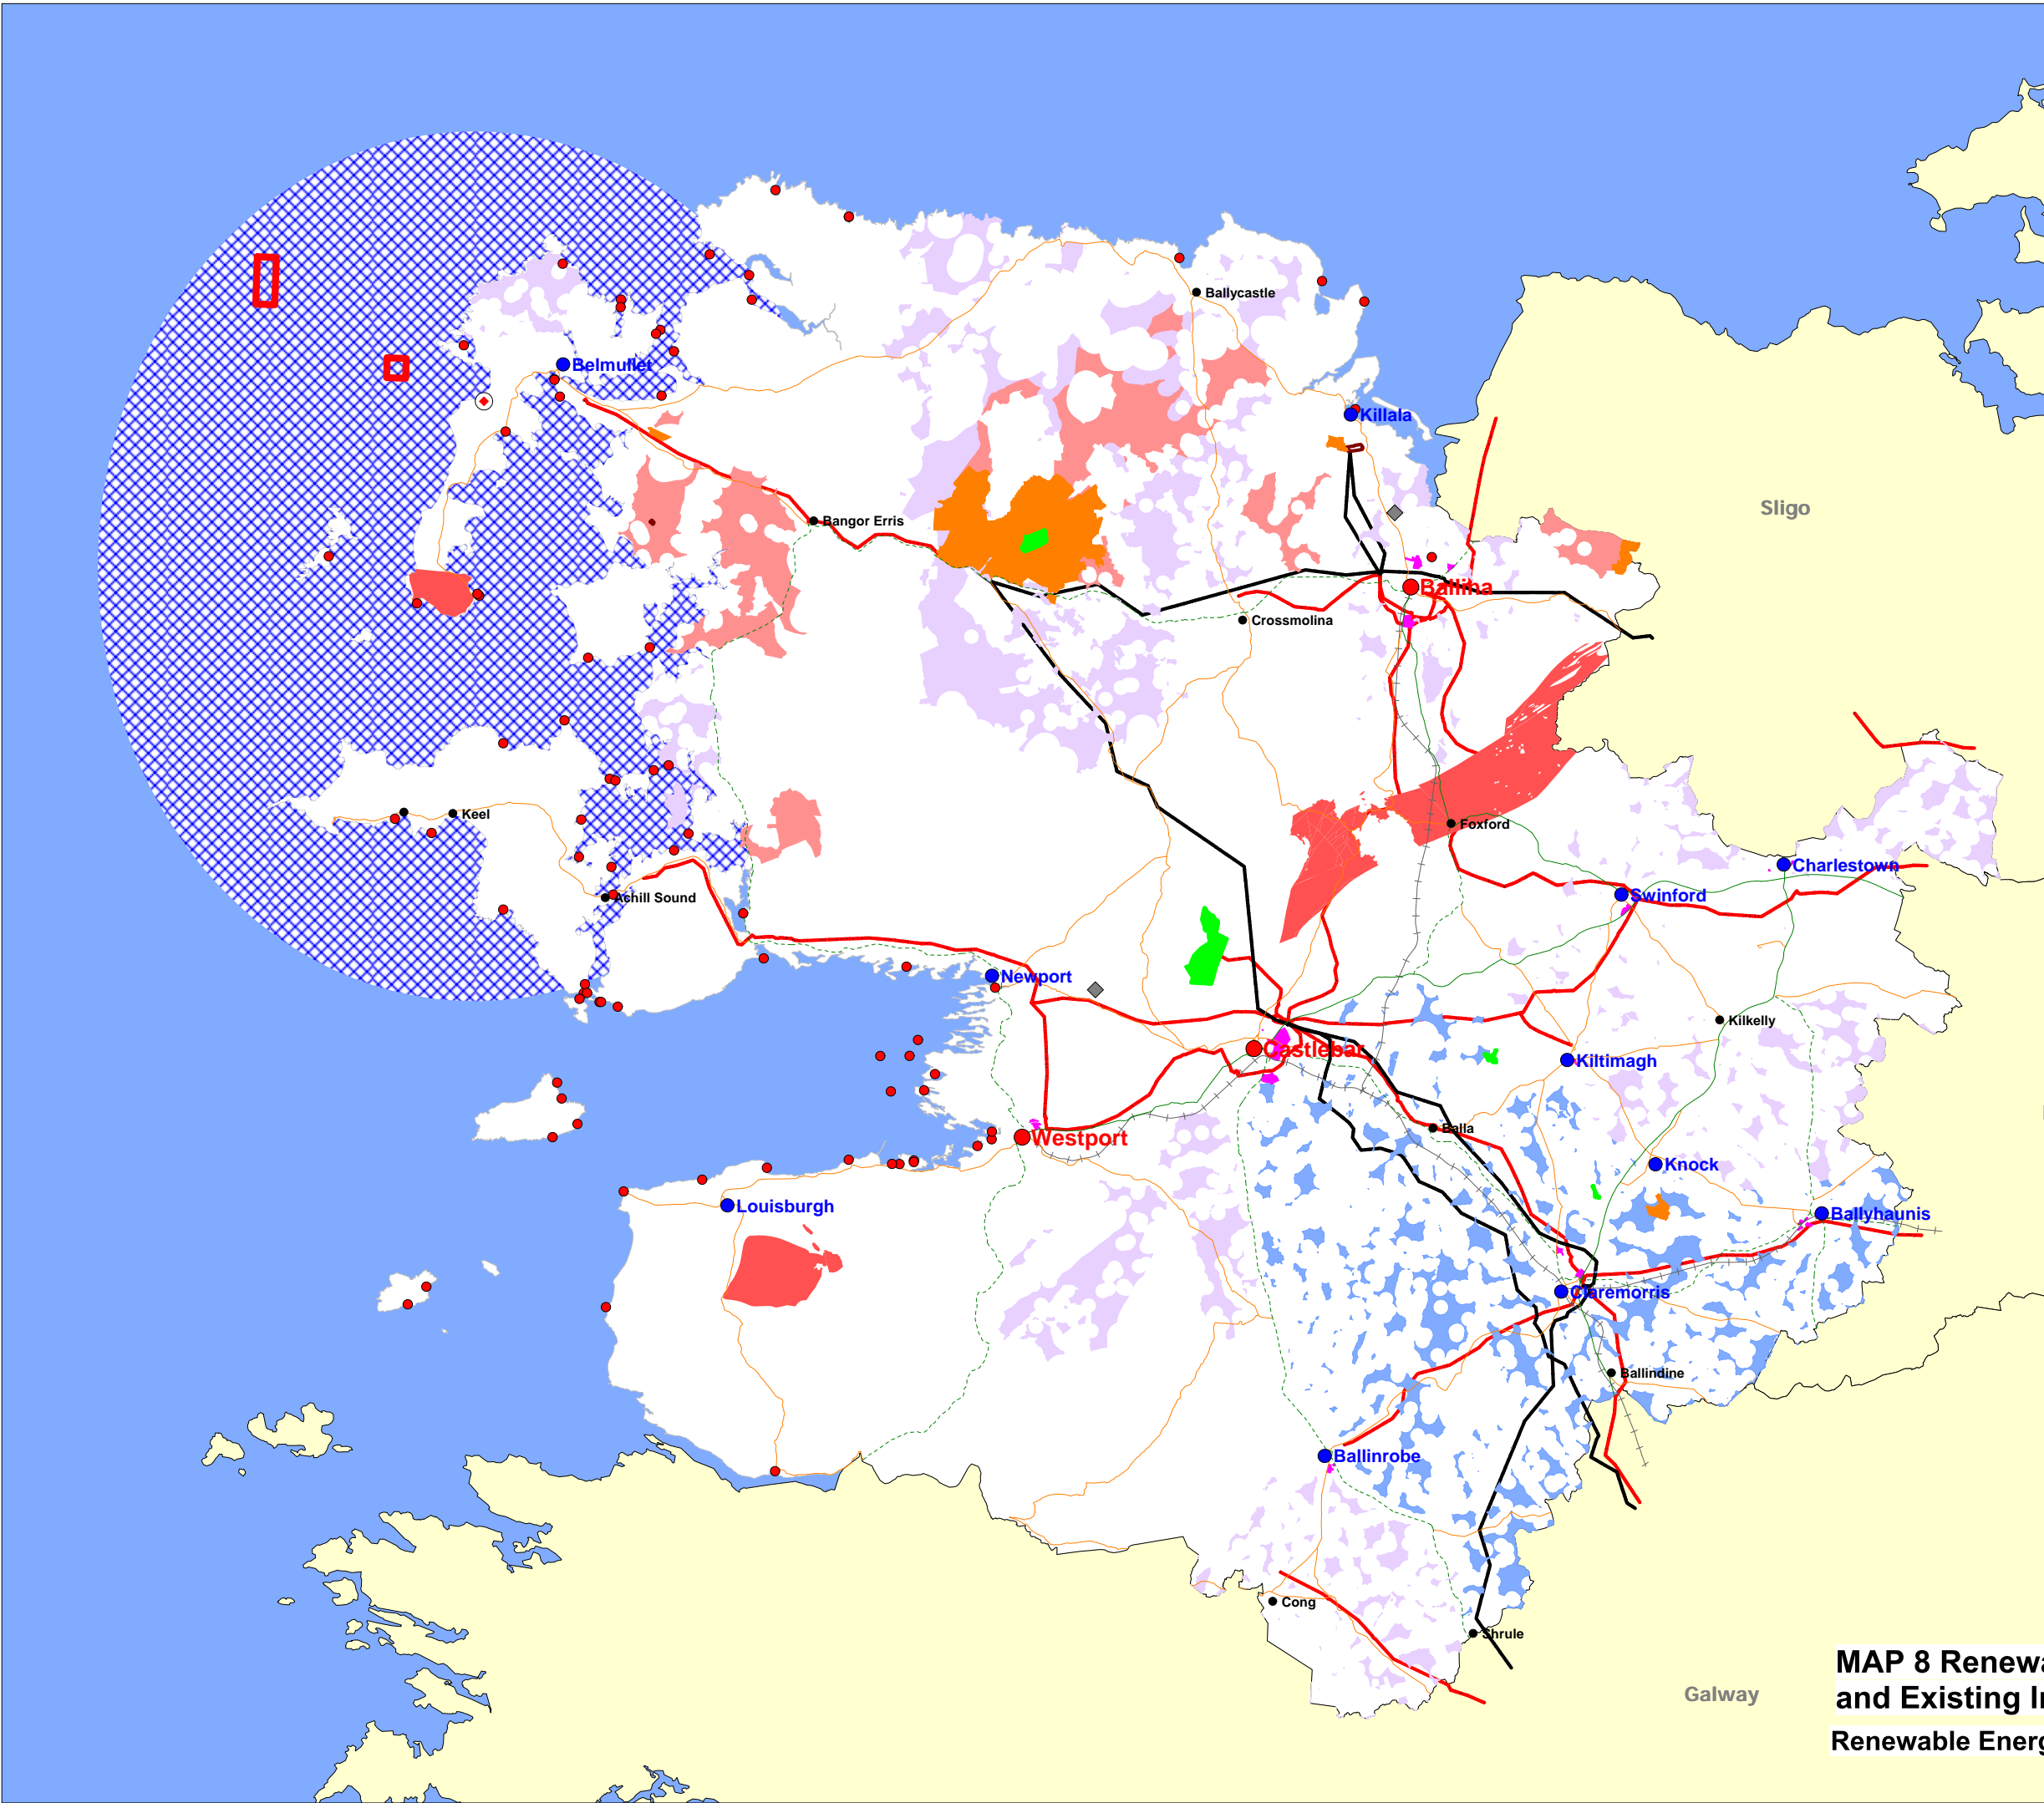 Ballycastle
Belmullet
Killala
Sligo
Bangor Erris
Ballina
Crossmolina
Keel
Foxford
Charlestown
Swinford
Achill Sound
Newport
Kilkelly
Castlebar
Kiltimagh
Balla
Westport
Knock
Louisburgh
Ballyhaunis
Claremorris
Ballindine
Ballinrobe
Cong
Shrule
MAP 8 Renewa
Galway
and Existing I
Renewable Energ